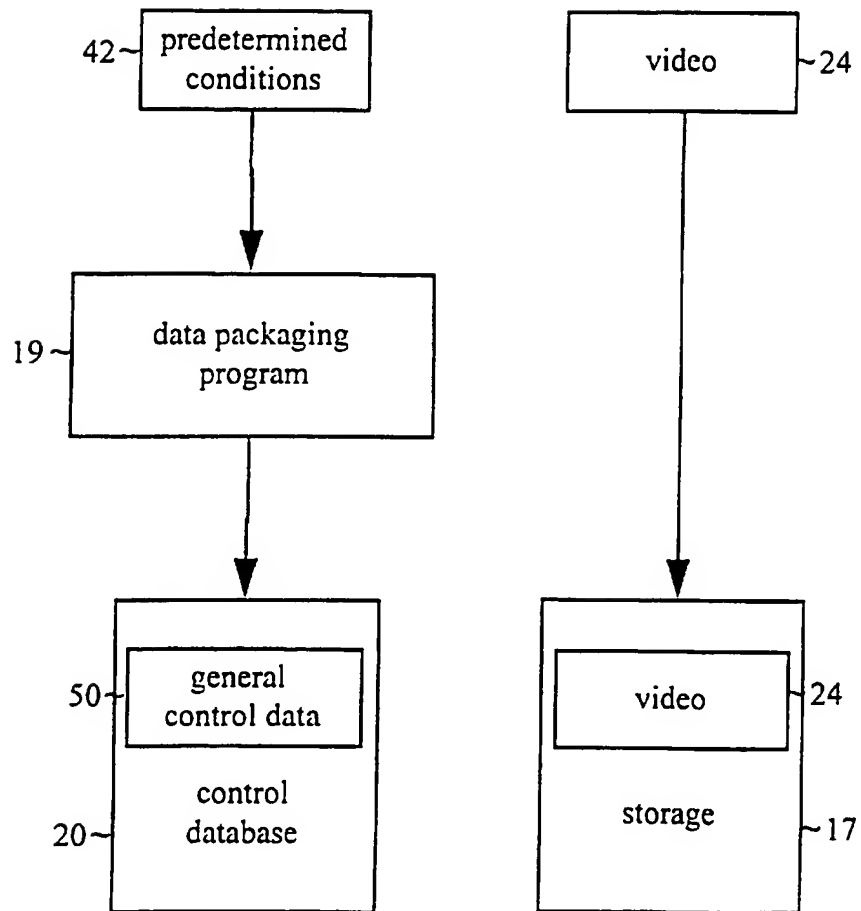 42~ predetermined conditions
video ~24
19~ data packaging program
50~ general control data
video ~24
20~ control database
storage ~17